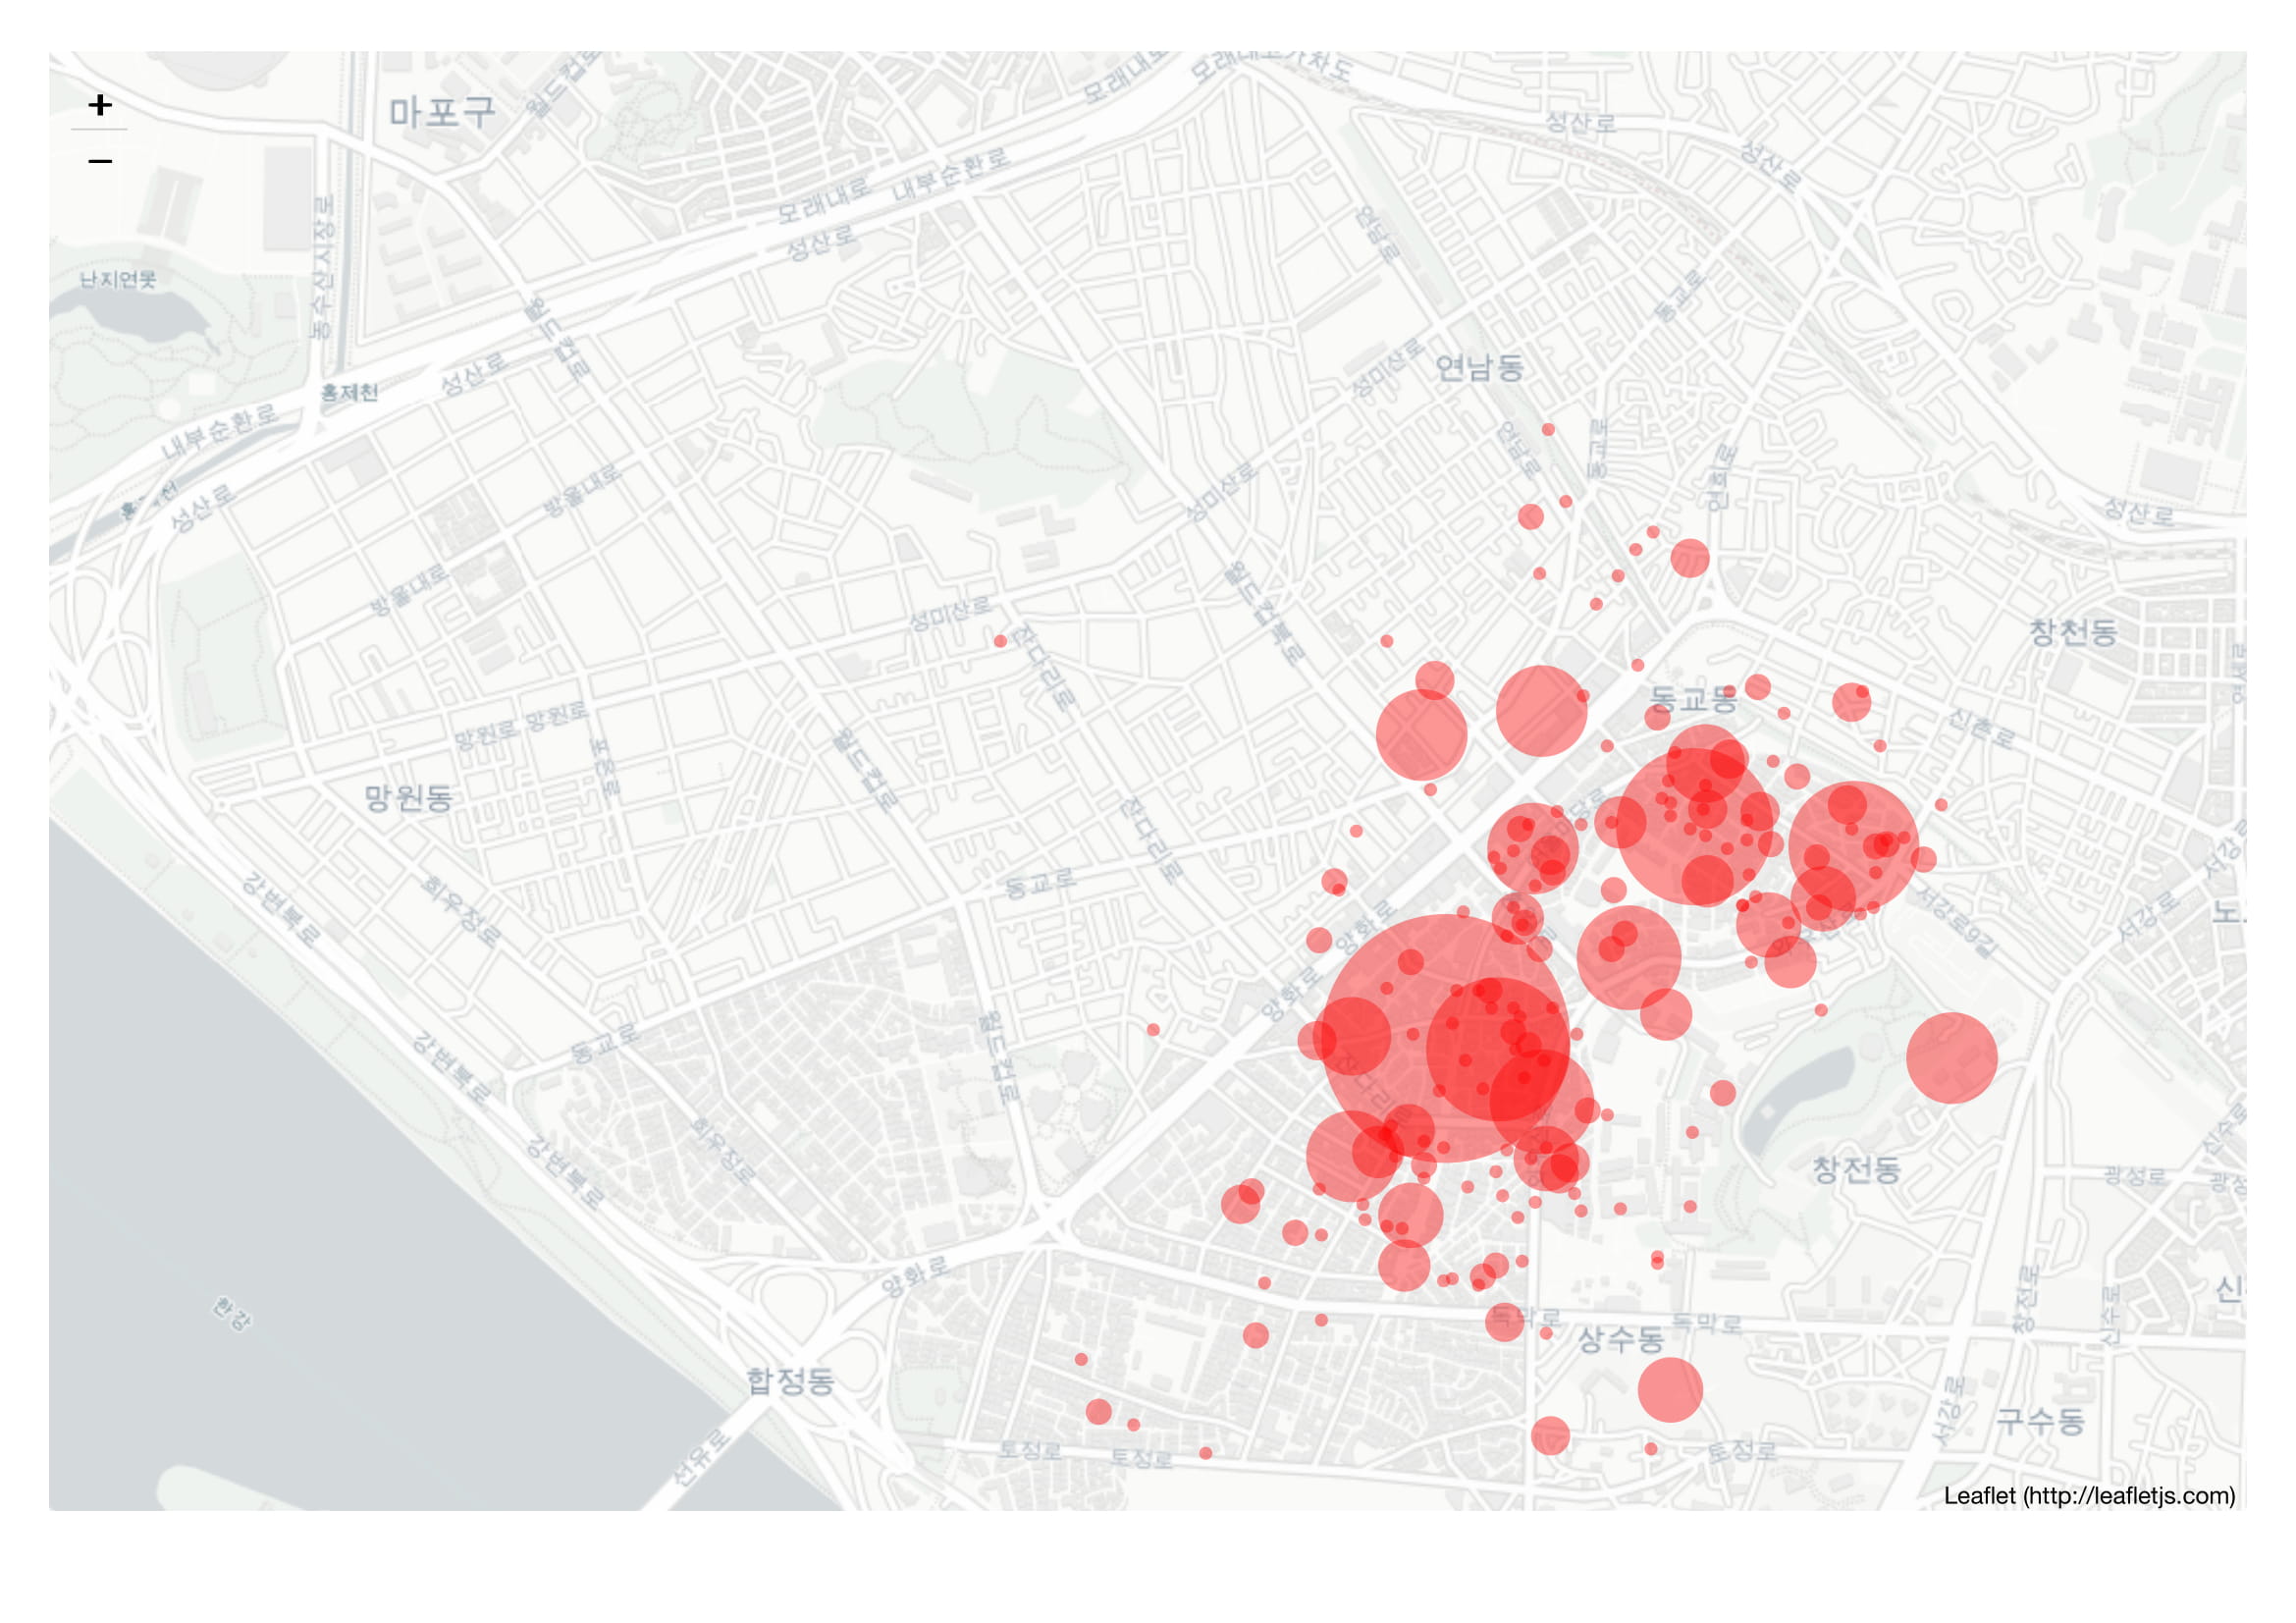 모래내고가차도
모래내로
월드컵로
+
마포구
성산로
−
성산로
내부순환로
모래내로
연남로
농수산시장로
성산로
난지연못
동교로
월드컵로
연남동
성미산로
성산로
홍제천
내부순환로
동교로
연남로
연희로
성미산로
방울내로
성산로
성산로
방울내로
월드컵북로
성미산로
창천동
잔다리로
동교동
망원로 망원로
신촌로
포은로
월드컵로
망원동
잔다리로
동교로
희우정로
강변북로
양화로
서강로9길
서강로
양화로
월드컵로
동교로
강변북로
잔다리로
신수로
희우정로
창전동
광성로
강변북로
양화로
한강
창전로
신수로
독막로
독막로
상수동
합정동
서강로
구수동
토정로
토정로
토정로
선유로
Leaflet (http://leafletjs.com)